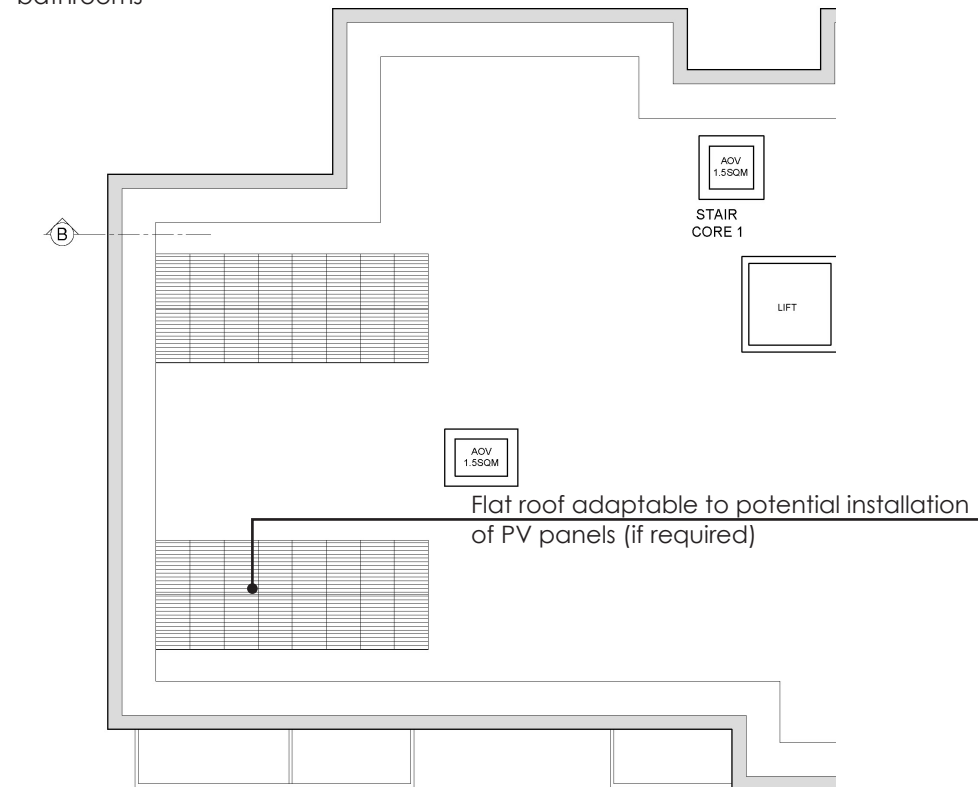 bathrooms
AOV
1.5SQM
STAIR
CORE 1
B
LIFT
AOV
1.5SQM
Flat roof adaptable to potential installation
of PV panels (if required)